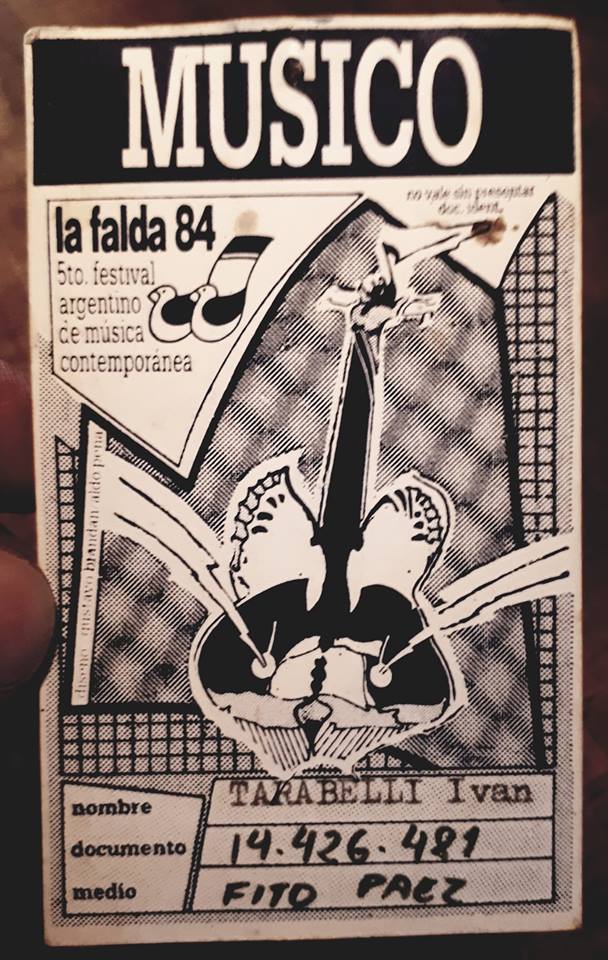 MUSICO
no vale sin presentar
doc. ident.
la falda 84
5to. festival
argentino
de música
contemporánea
diseño gustavo blandan aldo pena
nombre TARABELLI Ivan
documento 14.426.481
medio FITO PAEZ